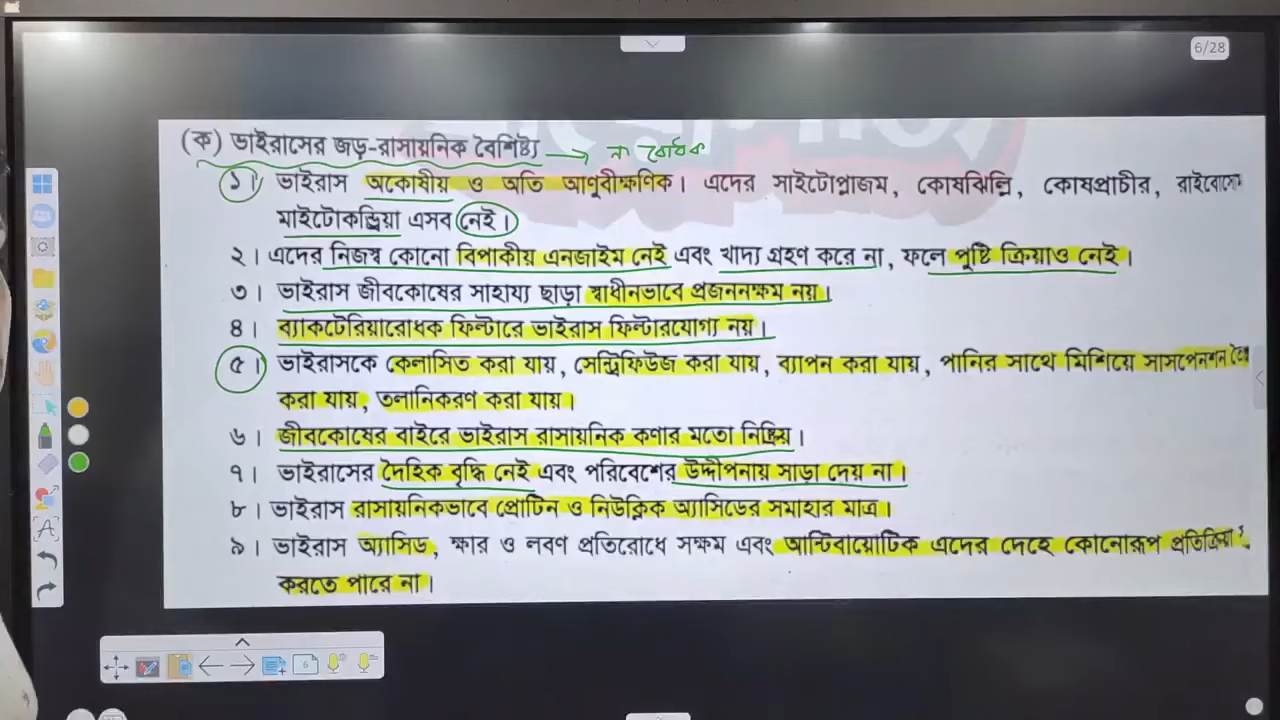 6/28
(ক) ভাইরাসের জড়-রাসায়নিক বৈশিষ্ট্য → না বোধক
১। ভাইরাস অকোষীয় ও অতি আণুবীক্ষণিক। এদের সাইটোপ্লাজম, কোষঝিল্লি, কোষপ্রাচীর,
মাইটোকন্ড্রিয়া এসব নেই।
২। এদের নিজস্ব কোনো বিপাকীয় এনজাইম নেই এবং খাদ্য গ্রহণ করে না, ফলে পুষ্টি ক্রিয়াও নেই।
৩। ভাইরাস জীবকোষের সাহায্য ছাড়া স্বাধীনভাবে প্রজননক্ষম নয়।
৪। ব্যাকটেরিয়ারোধক ফিল্টারে ভাইরাস ফিল্টারযোগ্য নয়।
৫। ভাইরাসকে কেলাসিত করা যায়, সেন্ট্রিফিউজ করা যায়, ব্যাপন করা যায়, পানির সাথে মিশিয়ে সাসপেনশন
করা যায়, তলানিকরণ করা যায়।
৬। জীবকোষের বাইরে ভাইরাস রাসায়নিক কণার মতো নিষ্ক্রিয়।
৭। ভাইরাসের দৈহিক বৃদ্ধি নেই এবং পরিবেশের উদ্দীপনায় সাড়া দেয় না।
৮। ভাইরাস রাসায়নিকভাবে প্রোটিন ও নিউক্লিক অ্যাসিডের সমাহার মাত্র।
৯। ভাইরাস অ্যাসিড, ক্ষার ও লবণ প্রতিরোধে সক্ষম এবং আন্টিবায়োটিক এদের দেহে কোনোরূপ প্রতিক্রিয়া
করতে পারে না।